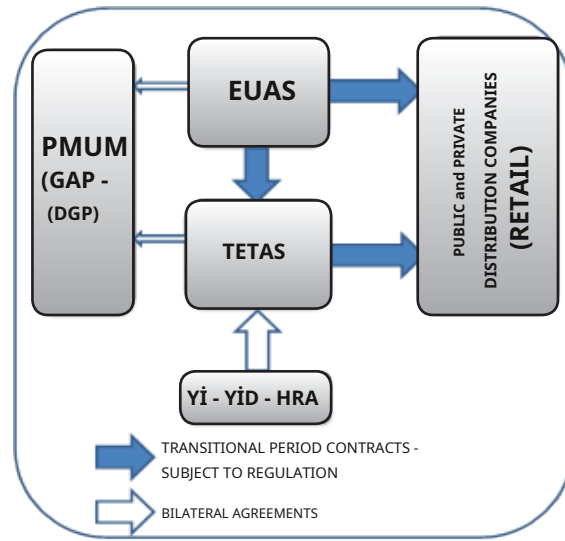 EUAS
PMUM
(GAP -
(DGP)
TETAS
PUBLIC and PRIVATE
DISTRIBUTION COMPANIES
(RETAIL)
Yİ - YİD - HRA
TRANSITIONAL PERIOD CONTRACTS -
SUBJECT TO REGULATION
BILATERAL AGREEMENTS